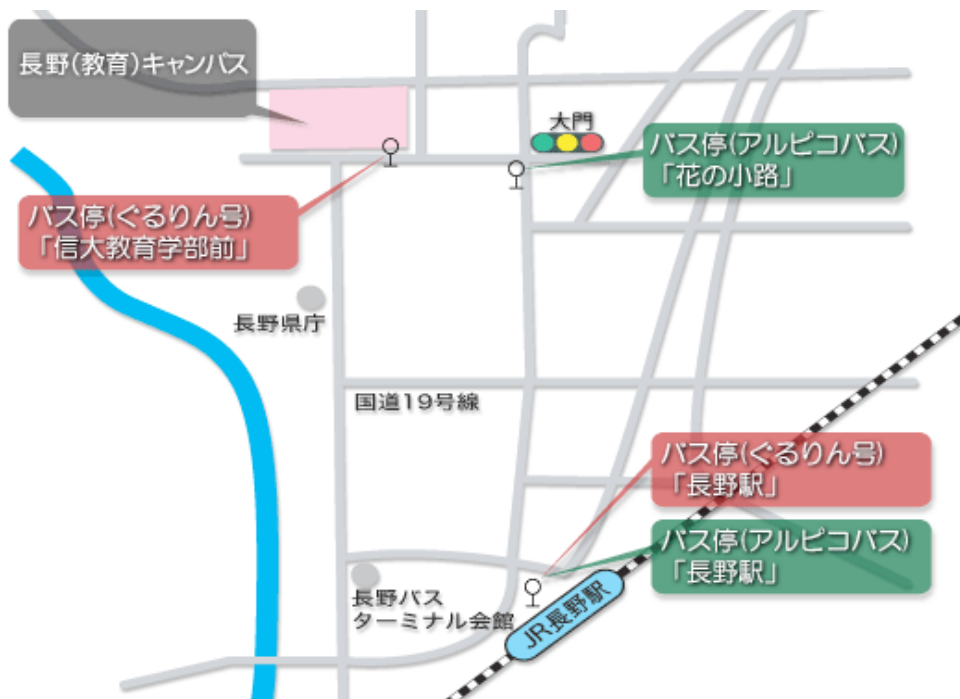 長野(教育)キャンパス
大門
バス停(アルピコバス)
「花の小路」
バス停(ぐるりん号)
「信大教育学部前」
長野県庁
国道19号線
バス停(ぐるりん号)
「長野駅」
バス停(アルピコバス)
「長野駅」
長野バス
ターミナル会館
JR長野駅